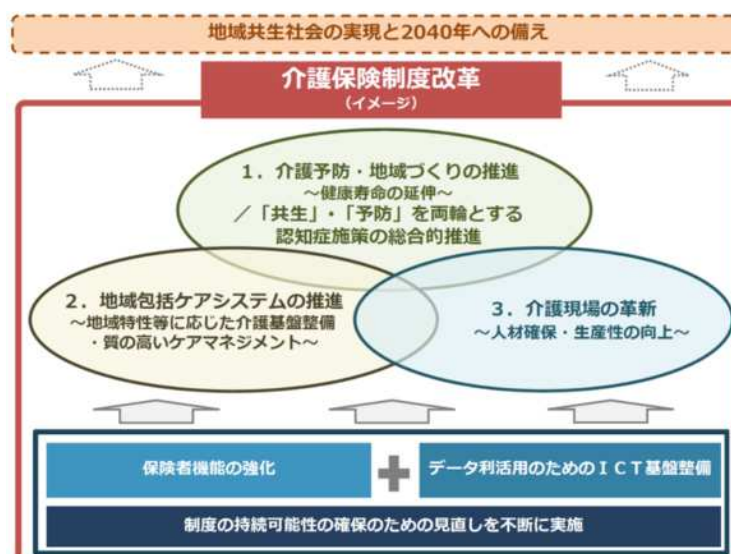 地域共生社会の実現と2040年への備え
介護保険制度改革
（イメージ）
1．介護予防・地域づくりの推進
～健康寿命の延伸～
／「共生」・「予防」を両輪とする
認知症施策の総合的推進
2．地域包括ケアシステムの推進
～地域特性等に応じた介護基盤整備
・質の高いケアマネジメント～
3．介護現場の革新
～人材確保・生産性の向上～
保険者機能の強化
データ利活用のためのＩＣＴ基盤整備
制度の持続可能性の確保のための見直しを不断に実施